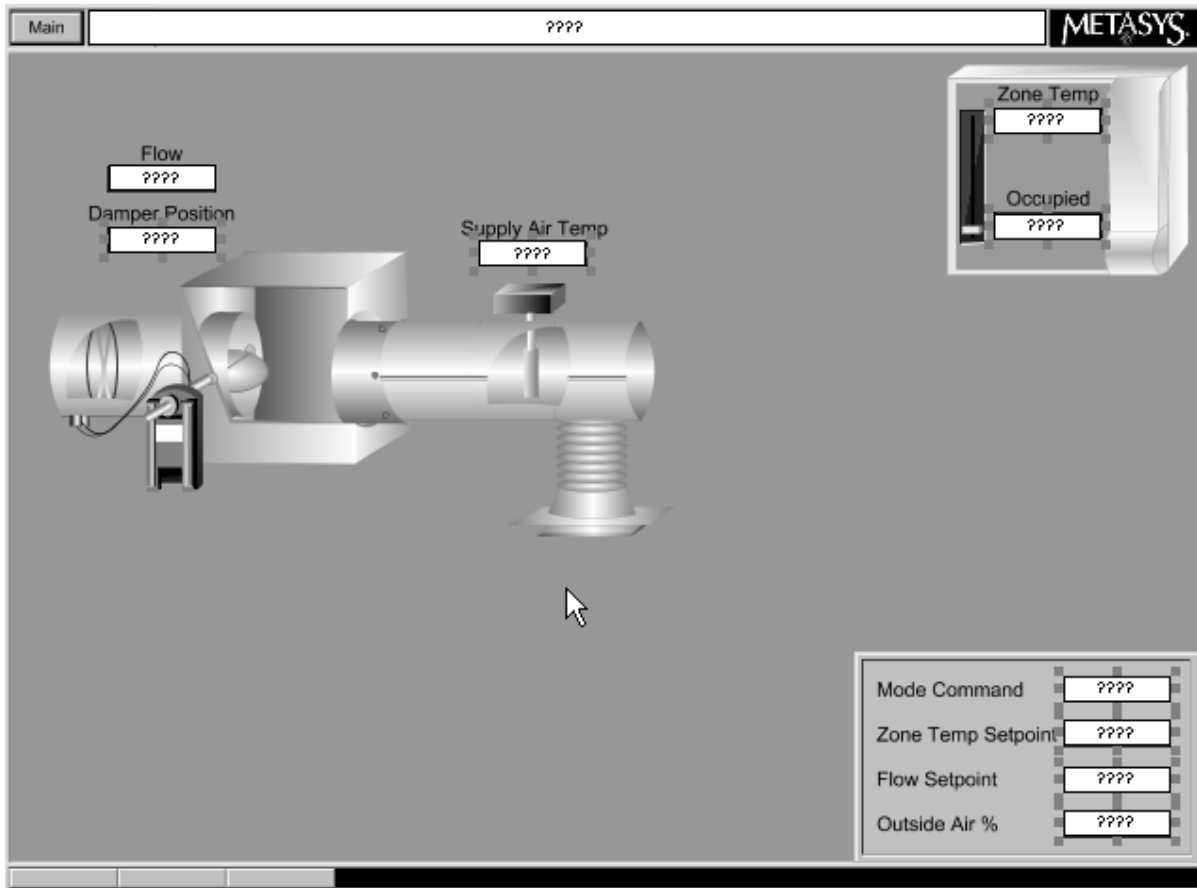 Main
????
METASYS
Zone Temp
????
Flow
????
Occupied
????
Damper Position
????
Supply Air Temp
????
Mode Command
????
Zone Temp Setpoint
????
Flow Setpoint
????
Outside Air %
????